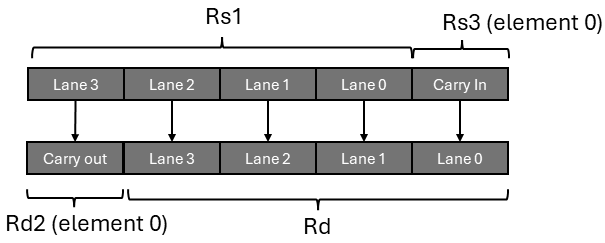 Rs1
Rs3 (element 0)
Lane 3 Lane 2 Lane 1 Lane 0 Carry In
Carry out Lane 3 Lane 2 Lane 1 Lane 0
Rd2 (element 0)
Rd